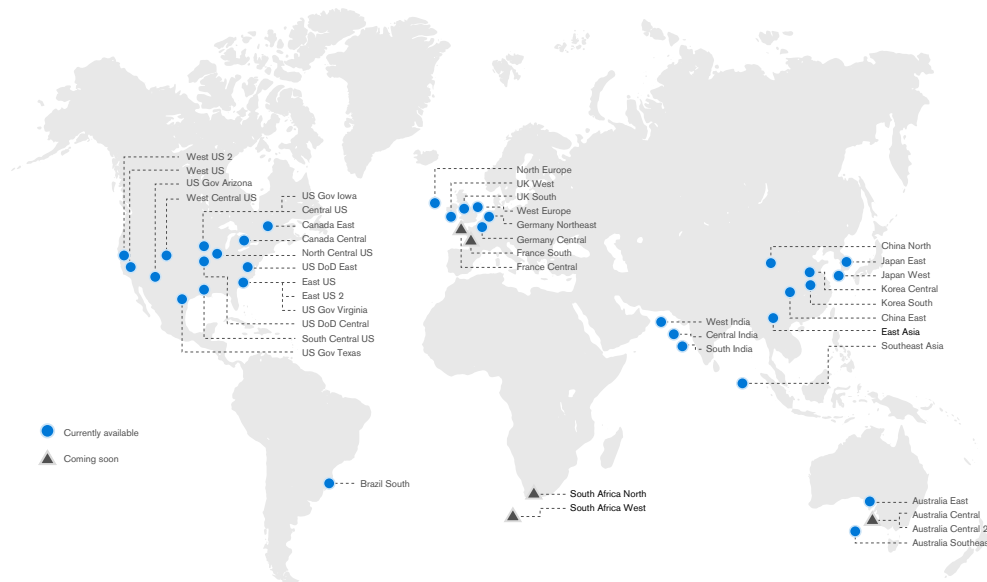 West US 2
West US
US Gov Arizona
West Central US
US Gov Iowa
Central US
Canada East
Canada Central
North Central US
US DoD East
East US
East US 2
US Gov Virginia
US DoD Central
South Central US
US Gov Texas
North Europe
UK West
UK South
West Europe
Germany Northeast
Germany Central
France South
France Central
China North
Japan East
Japan West
Korea Central
Korea South
China East
East Asia
Southeast Asia
West India
Central India
South India
Currently available
Coming soon
Brazil South
South Africa North
South Africa West
Australia East
Australia Central
Australia Central 2
Australia Southeas